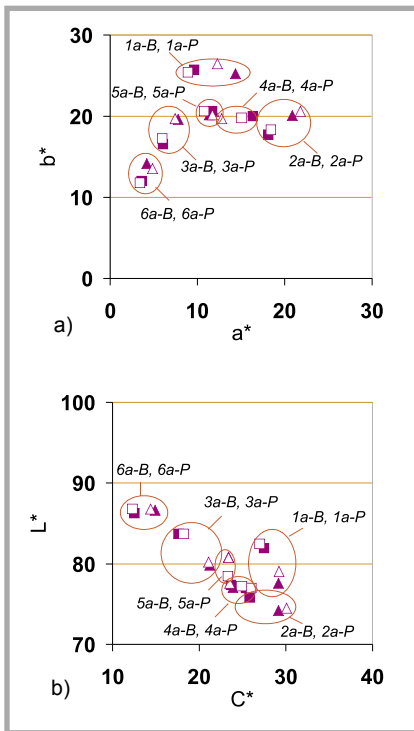 b*
30
20
10
0
1a-B, 1a-P
5a-B, 5a-P
4a-B, 4a-P
3a-B, 3a-P
2a-B, 2a-P
6a-B, 6a-P
0
10
20
30
a)
a*
L*
100
90
80
70
6a-B, 6a-P
3a-B, 3a-P
1a-B, 1a-P
5a-B, 5a-P
4a-B, 4a-P
2a-B, 2a-P
10
20
30
40
b)
C*